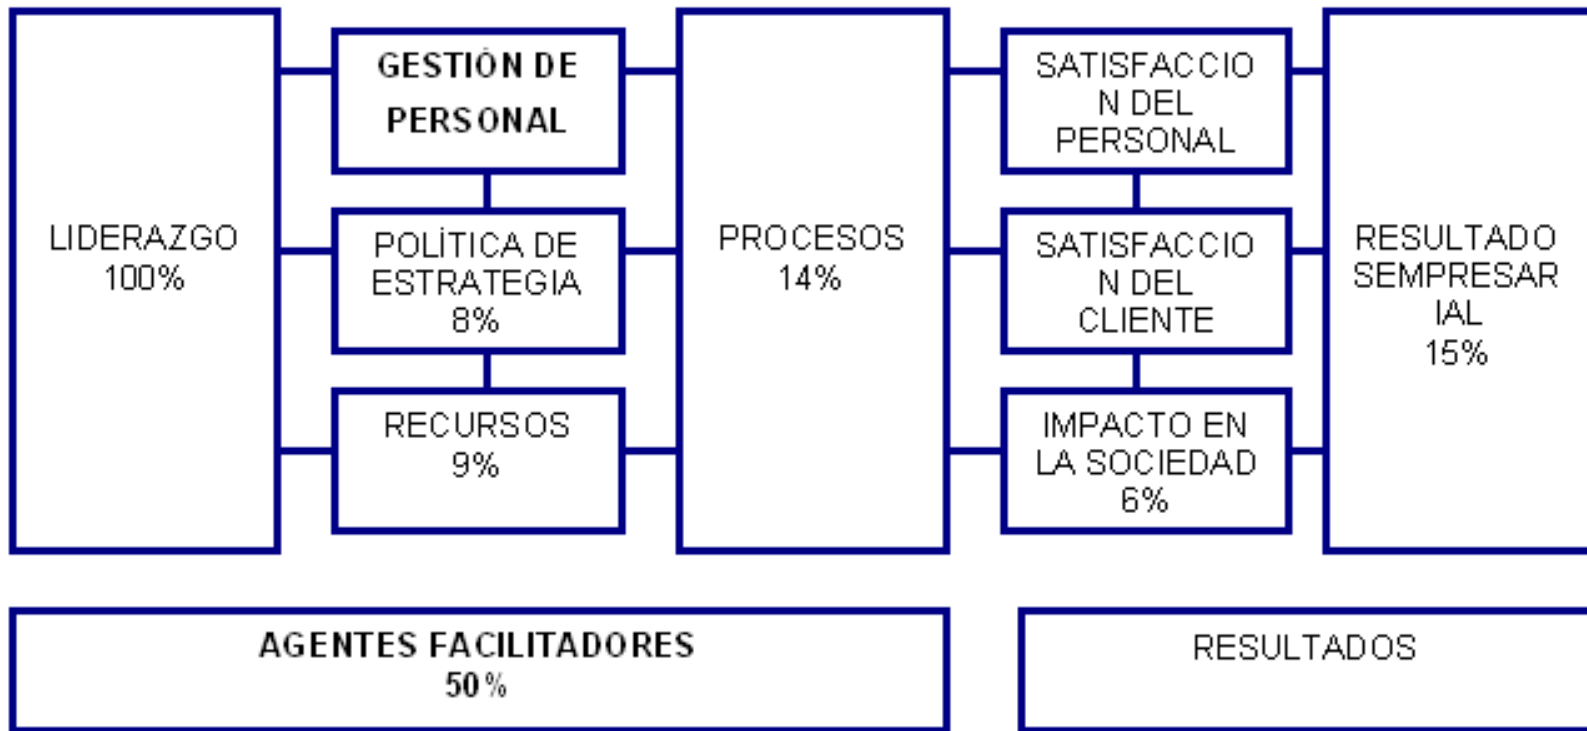 LIDERAZGO
100%
GESTIÓN DE
PERSONAL
POLÍTICA DE
ESTRATEGIA
8%
RECURSOS
9%
PROCESOS
14%
SATISFACCIO
N DEL
PERSONAL
SATISFACCIO
N DEL
CLIENTE
IMPACTO EN
LA SOCIEDAD
6%
RESULTADO
SEMPRESAR
IAL
15%
AGENTES FACILITADORES
50%
RESULTADOS